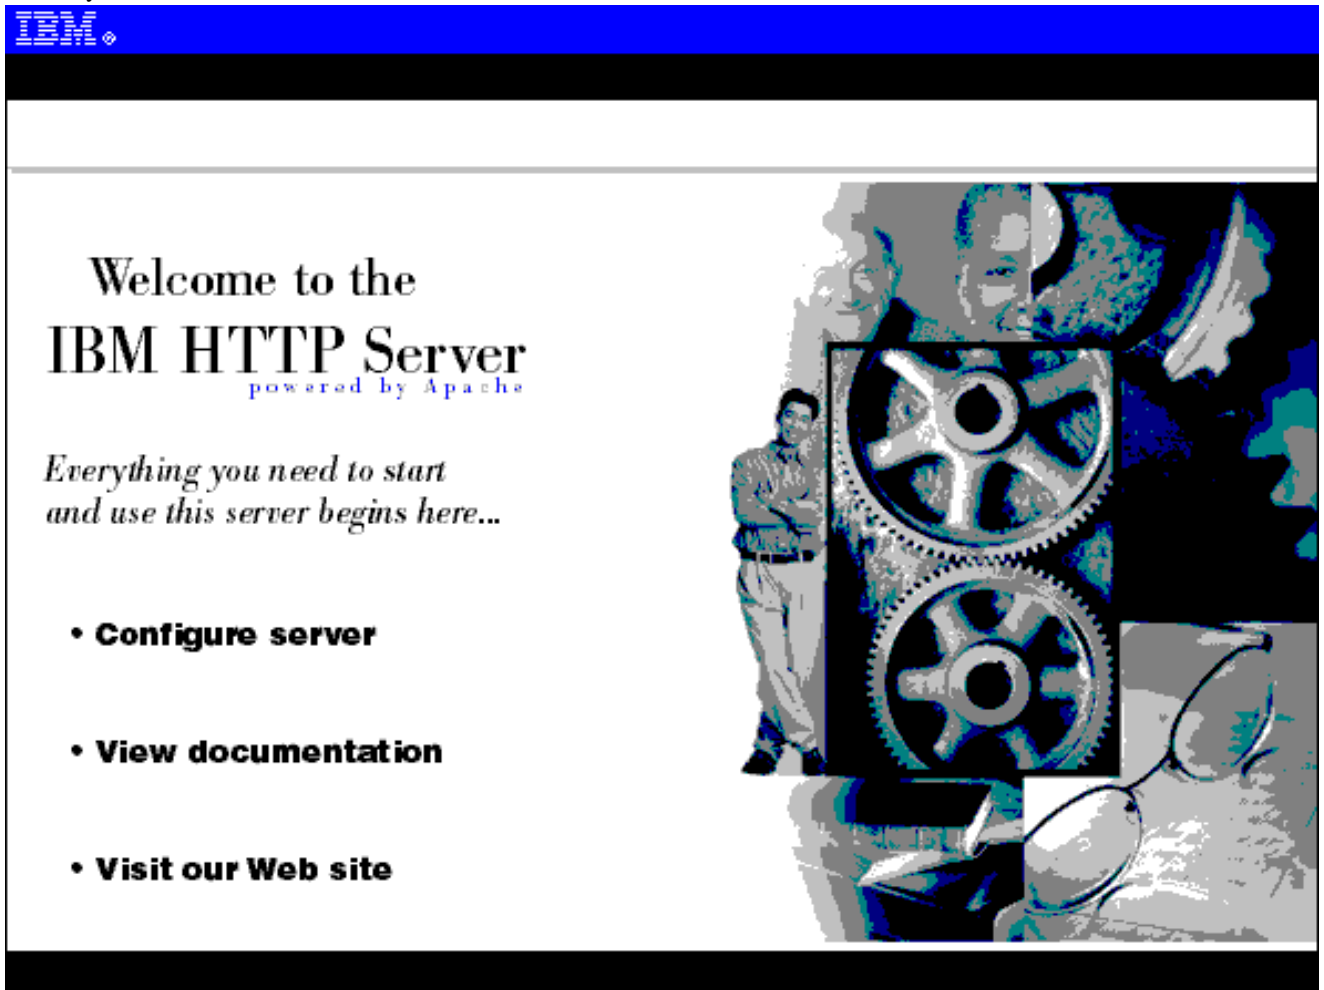 IBM®
Welcome to the
IBM HTTP Server
powered by Apache
Everything you need to start
and use this server begins here...
• Configure server
• View documentation
• Visit our Web site